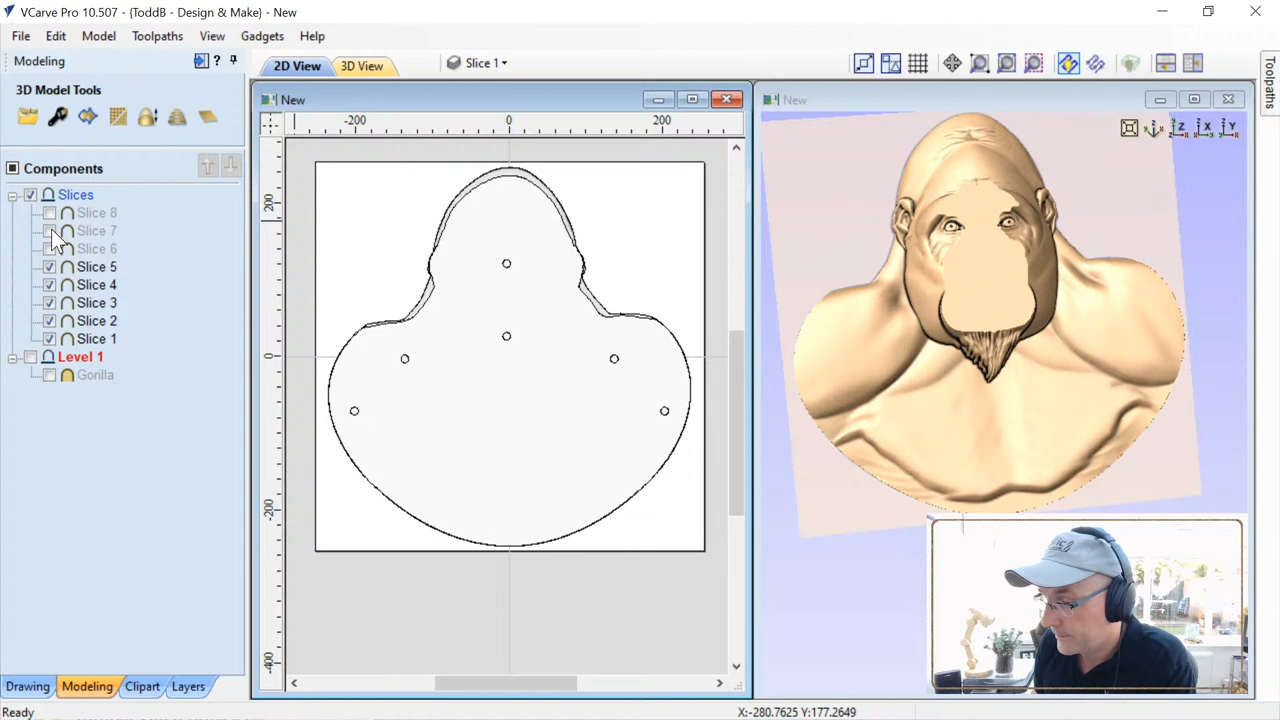 VCarve Pro 10.507 - {ToddB - Design & Make} - New
File Edit Model Toolpaths View Gadgets Help
Modeling ?
2D View 3D View Slice 1
Toolpaths
3D Model Tools
New
New
-200 0 200
Z X Y
Components
Slices
Slice 8
Slice 7
Slice 6
Slice 5
Slice 4
Slice 3
Slice 2
Slice 1
Level 1
Gorilla
200
0
-200
-400
Drawing Modeling Clipart Layers
Ready X:-280.7625 Y:177.2649